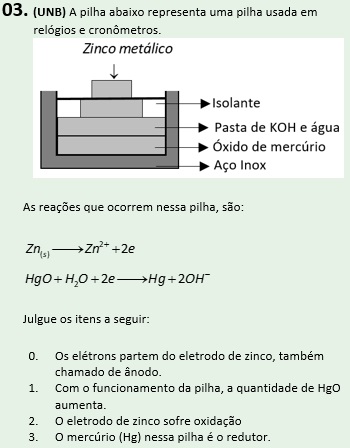 03. (UNB) A pilha abaixo representa uma pilha usada em
relógios e cronômetros.
Zinco metálico
Isolante
Pasta de KOH e água
Óxido de mercúrio
Aço Inox
As reações que ocorrem nessa pilha, são:
Zn(s) ⟶ Zn²⁺ + 2e
HgO + H₂O + 2e ⟶ Hg + 2OH⁻
Julgue os itens a seguir:
0. Os elétrons partem do eletrodo de zinco, também
chamado de ânodo.
1. Com o funcionamento da pilha, a quantidade de HgO
aumenta.
2. O eletrodo de zinco sofre oxidação
3. O mercúrio (Hg) nessa pilha é o redutor.